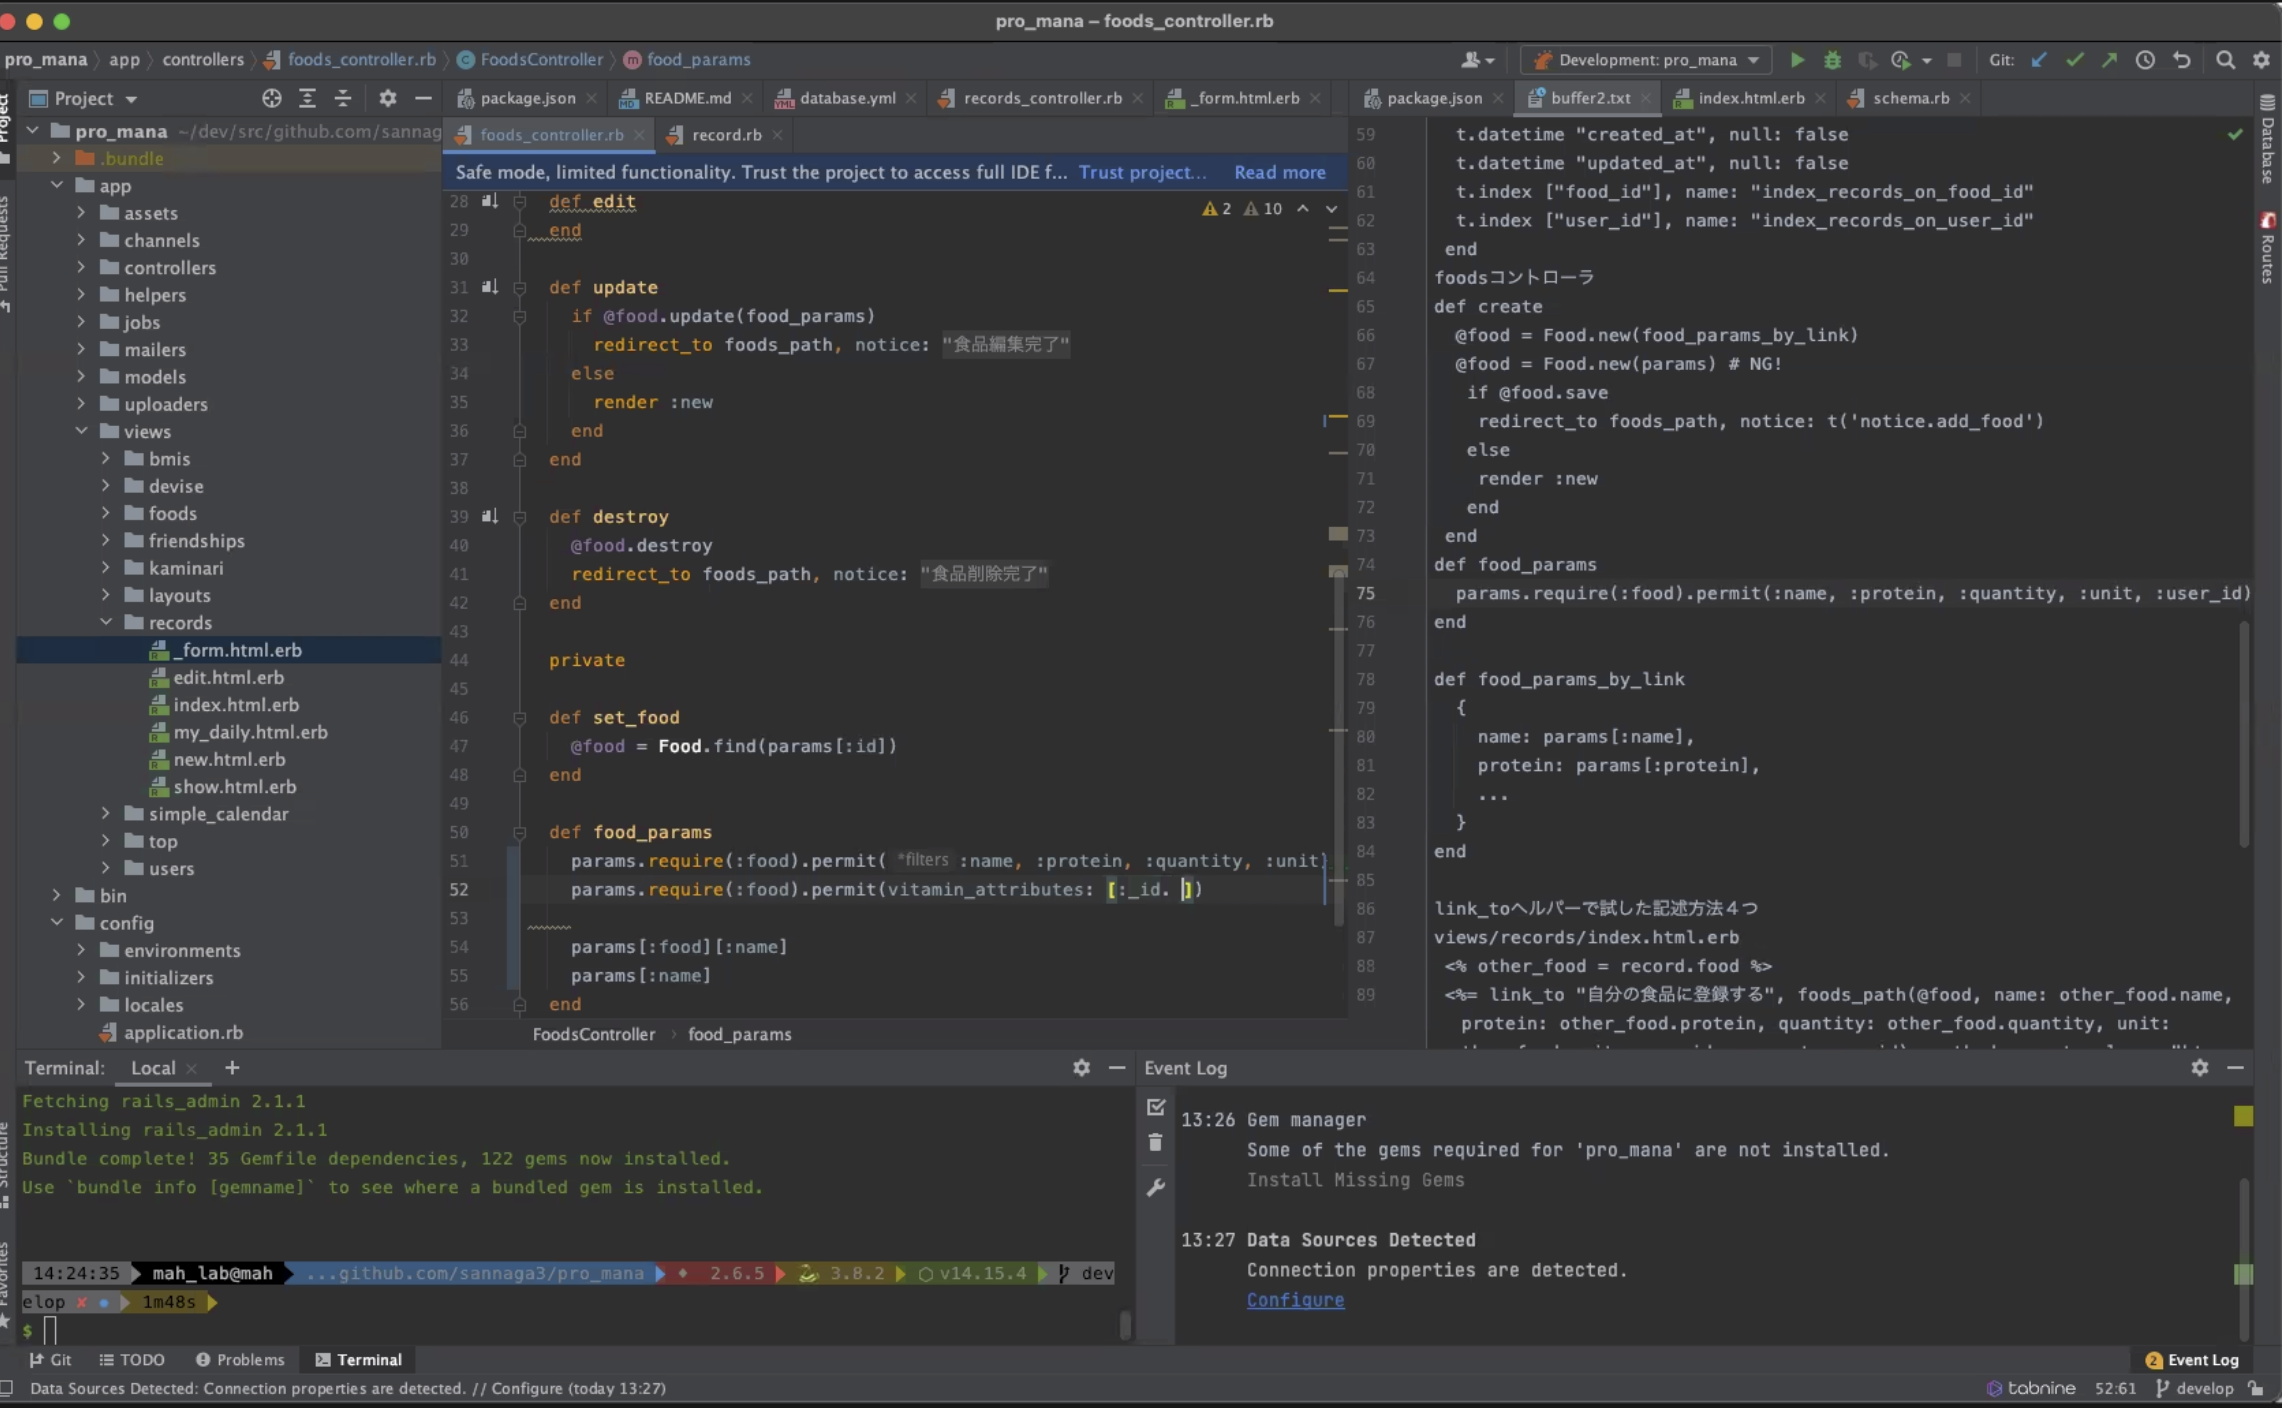 pro_mana – foods_controller.rb
pro_mana
app
controllers
foods_controller.rb
FoodsController
food_params
Development: pro_mana
Git:
Project
package.json
README.md
database.yml
records_controller.rb
_form.html.erb
package.json
buffer2.txt
index.html.erb
schema.rb
foods_controller.rb
record.rb
Project
Pull Requests
Structure
Favorites
Database
Routes
pro_mana ~/dev/src/github.com/sannag
.bundle
app
assets
channels
controllers
helpers
jobs
mailers
models
uploaders
views
bmis
devise
foods
friendships
kaminari
layouts
records
_form.html.erb
edit.html.erb
index.html.erb
my_daily.html.erb
new.html.erb
show.html.erb
simple_calendar
top
users
bin
config
environments
initializers
locales
application.rb
Safe mode, limited functionality. Trust the project to access full IDE f... Trust project... Read more
2 10
28 def edit
29 end
30
31 def update
32 if @food.update(food_params)
33 redirect_to foods_path, notice: "食品編集完了"
34 else
35 render :new
36 end
37 end
38
39 def destroy
40 @food.destroy
41 redirect_to foods_path, notice: "食品削除完了"
42 end
43
44 private
45
46 def set_food
47 @food = Food.find(params[:id])
48 end
49
50 def food_params
51 params.require(:food).permit( *filters :name, :protein, :quantity, :unit
52 params.require(:food).permit(vitamin_attributes: [:_id. ])
53
54 params[:food][:name]
55 params[:name]
56 end
FoodsController
food_params
59 t.datetime "created_at", null: false
60 t.datetime "updated_at", null: false
61 t.index ["food_id"], name: "index_records_on_food_id"
62 t.index ["user_id"], name: "index_records_on_user_id"
63 end
64 foodsコントローラ
65 def create
66 @food = Food.new(food_params_by_link)
67 @food = Food.new(params) # NG!
68 if @food.save
69 redirect_to foods_path, notice: t('notice.add_food')
70 else
71 render :new
72 end
73 end
74 def food_params
75 params.require(:food).permit(:name, :protein, :quantity, :unit, :user_id)
76 end
77
78 def food_params_by_link
79 {
80 name: params[:name],
81 protein: params[:protein],
82 ...
83 }
84 end
85
86 link_toヘルパーで試した記述方法４つ
87 views/records/index.html.erb
88 <% other_food = record.food %>
89 <%= link_to "自分の食品に登録する", foods_path(@food, name: other_food.name,
protein: other_food.protein, quantity: other_food.quantity, unit:
Terminal: Local +
Fetching rails_admin 2.1.1
Installing rails_admin 2.1.1
Bundle complete! 35 Gemfile dependencies, 122 gems now installed.
Use `bundle info [gemname]` to see where a bundled gem is installed.
14:24:35 mah_lab@mah ...github.com/sannaga3/pro_mana 2.6.5 3.8.2 v14.15.4 dev
elop 1m48s
$
Event Log
13:26 Gem manager
Some of the gems required for 'pro_mana' are not installed.
Install Missing Gems
13:27 Data Sources Detected
Connection properties are detected.
Configure
Git
TODO
Problems
Terminal
2 Event Log
Data Sources Detected: Connection properties are detected. // Configure (today 13:27)
tabnine
52:61
develop